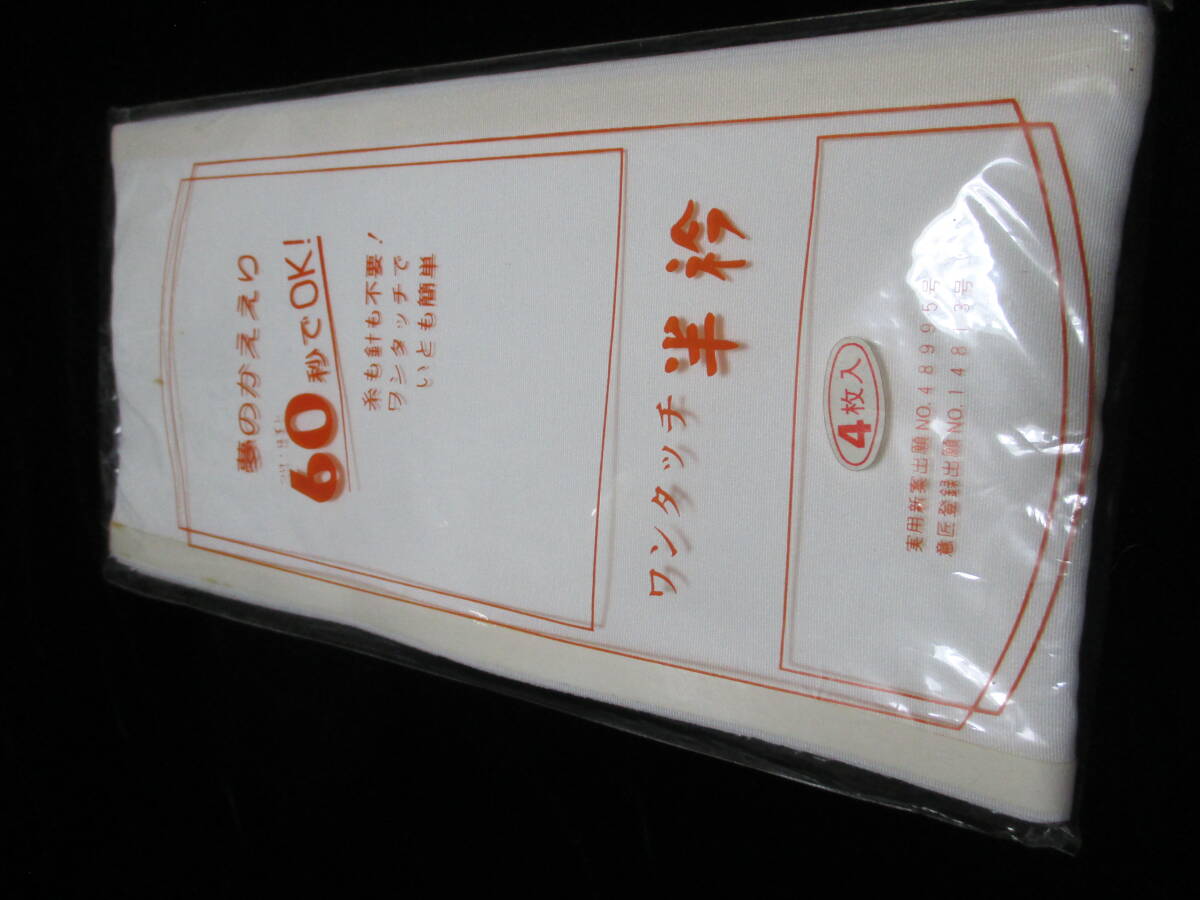 夢のかええり
60秒でOK!
糸も針も不要!
ワンタッチで
いとも簡単
ワンタッチ半衿
4枚入
実用新案出願NO.489995号
意匠登録出願NO.148813号